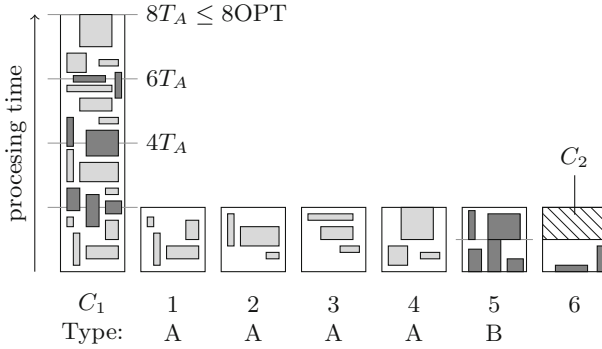 8T_A ≤ 8OPT
6T_A
4T_A
procesing time
C_2
C_1 1 2 3 4 5 6
Type: A A A A B